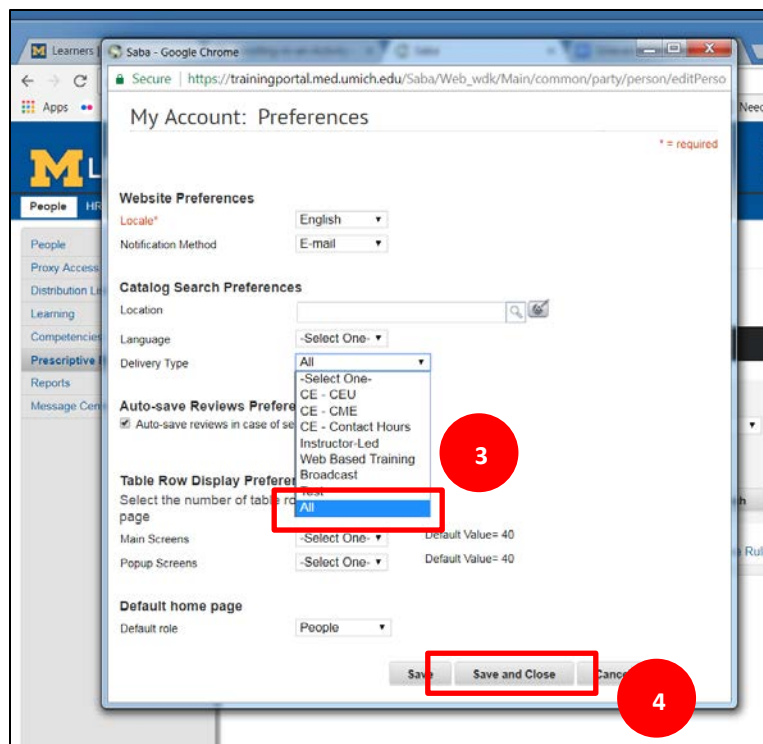 Learners
Saba - Google Chrome
Secure | https://trainingportal.med.umich.edu/Saba/Web_wdk/Main/common/party/person/editPerso
Apps
Need
My Account: Preferences
* = required
M L
People HR
People
Proxy Access
Distribution Li
Learning
Competencies
Prescriptive
Reports
Message Cen
Website Preferences
Locale* English
Notification Method E-mail
Catalog Search Preferences
Location
Language -Select One-
Delivery Type All
-Select One-
CE - CEU
CE - CME
CE - Contact Hours
Instructor-Led
Web Based Training
Broadcast
Test
All
Auto-save Reviews Prefere
Auto-save reviews in case of se
3
Table Row Display Prefere
Select the number of table ro
page
Main Screens -Select One- Default Value= 40
Popup Screens -Select One- Default Value= 40
h
Rul
Default home page
Default role People
Save Save and Close Cance
4